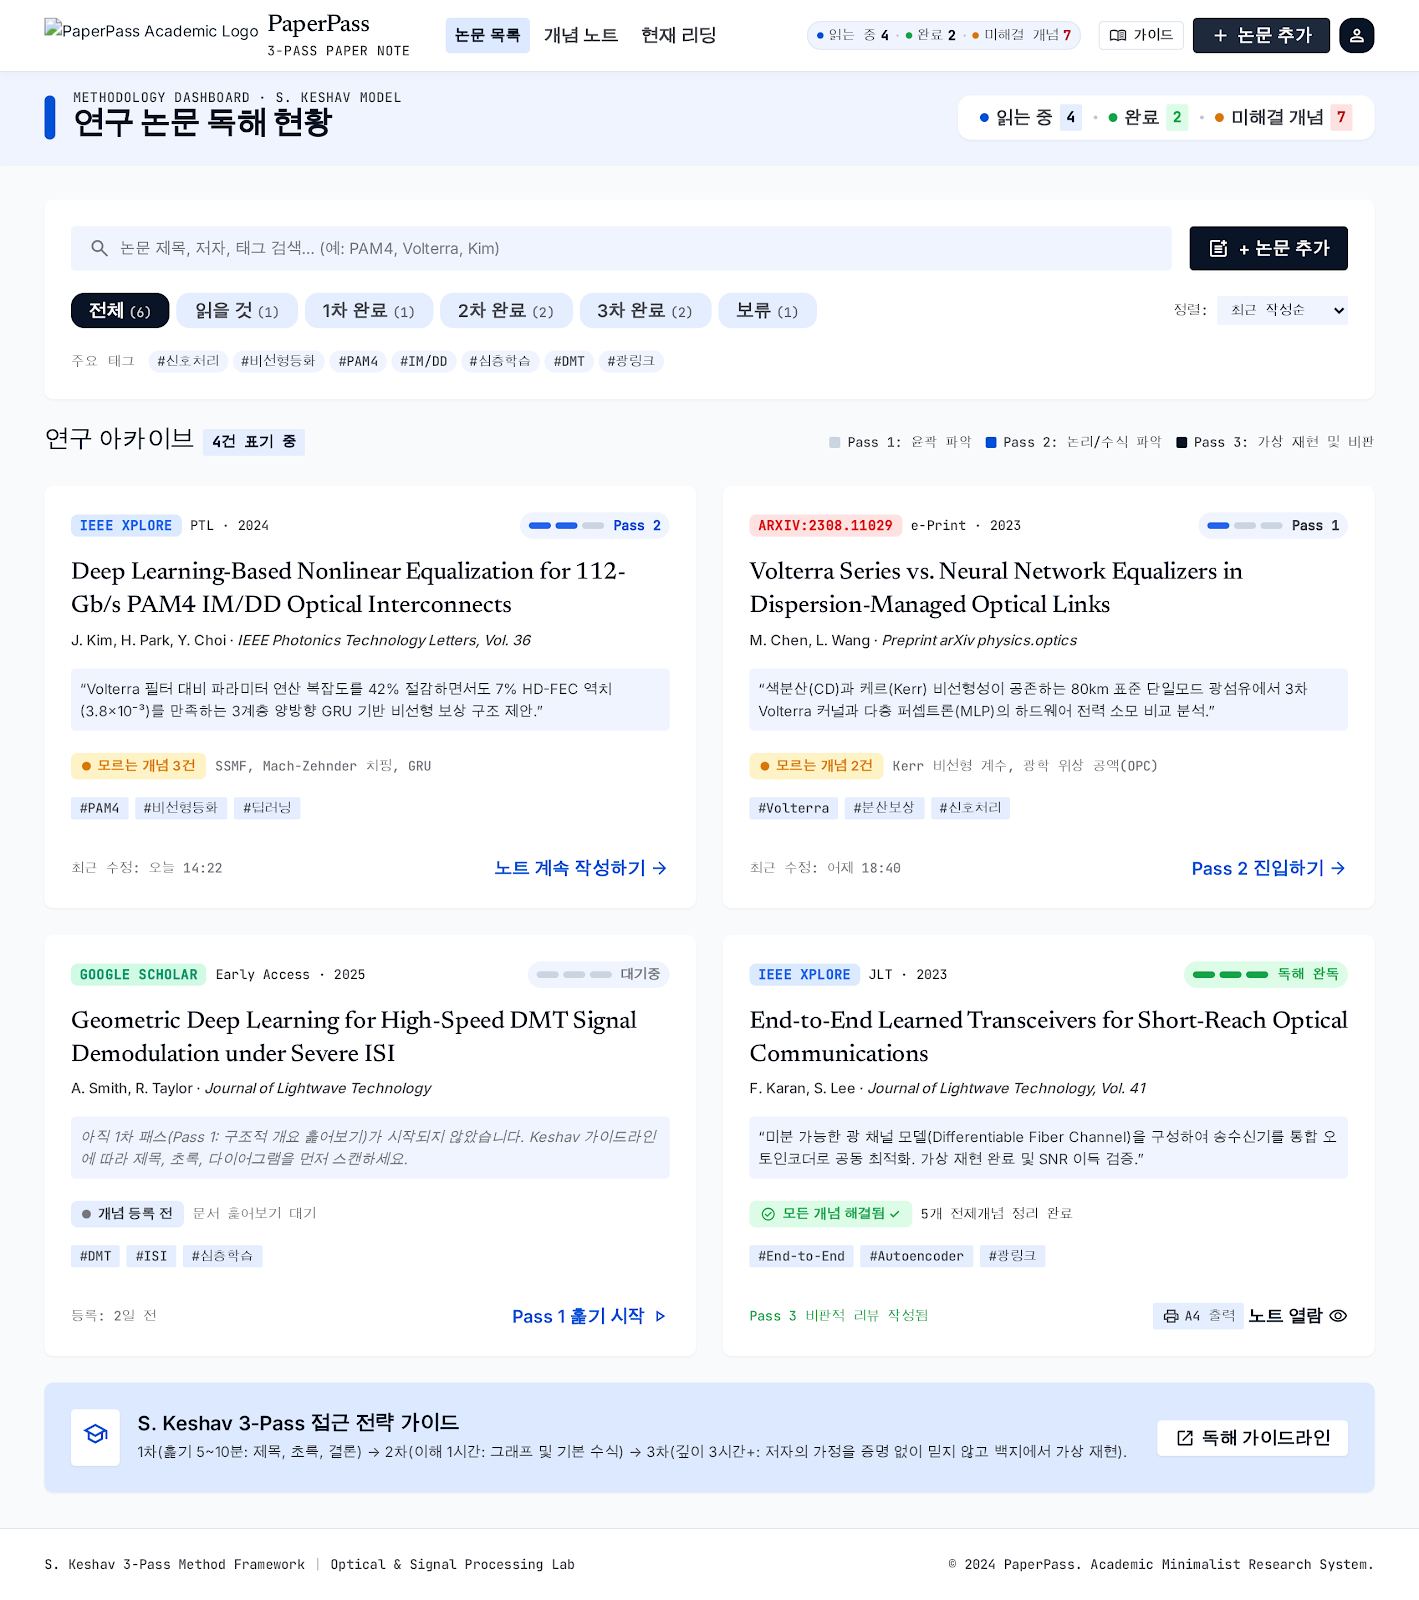 PaperPass Academic Logo
PaperPass
3-PASS PAPER NOTE
논문 목록
개념 노트
현재 리딩
읽는 중 4 · 완료 2 · 미해결 개념 7
가이드
+ 논문 추가
METHODOLOGY DASHBOARD · S. KESHAV MODEL
연구 논문 독해 현황
읽는 중 4 • 완료 2 • 미해결 개념 7
논문 제목, 저자, 태그 검색... (예: PAM4, Volterra, Kim)
+ 논문 추가
전체 (6)
읽을 것 (1)
1차 완료 (1)
2차 완료 (2)
3차 완료 (2)
보류 (1)
정렬: 최근 작성순
주요 태그 #신호처리 #비선형등화 #PAM4 #IM/DD #심층학습 #DMT #광링크
연구 아카이브 4건 표기 중
Pass 1: 윤곽 파악 Pass 2: 논리/수식 파악 Pass 3: 가상 재현 및 비판
IEEE XPLORE PTL · 2024 Pass 2
Deep Learning-Based Nonlinear Equalization for 112-
Gb/s PAM4 IM/DD Optical Interconnects
J. Kim, H. Park, Y. Choi · IEEE Photonics Technology Letters, Vol. 36
“Volterra 필터 대비 파라미터 연산 복잡도를 42% 절감하면서도 7% HD-FEC 역치
(3.8×10⁻³)를 만족하는 3계층 양방향 GRU 기반 비선형 보상 구조 제안.”
모르는 개념 3건 SSMF, Mach-Zehnder 치핑, GRU
#PAM4 #비선형등화 #딥러닝
최근 수정: 오늘 14:22 노트 계속 작성하기 →
ARXIV:2308.11029 e-Print · 2023 Pass 1
Volterra Series vs. Neural Network Equalizers in
Dispersion-Managed Optical Links
M. Chen, L. Wang · Preprint arXiv physics.optics
“색분산(CD)과 케르(Kerr) 비선형성이 공존하는 80km 표준 단일모드 광섬유에서 3차
Volterra 커널과 다층 퍼셉트론(MLP)의 하드웨어 전력 소모 비교 분석.”
모르는 개념 2건 Kerr 비선형 계수, 광학 위상 공액(OPC)
#Volterra #분산보상 #신호처리
최근 수정: 어제 18:40 Pass 2 진입하기 →
GOOGLE SCHOLAR Early Access · 2025 대기중
Geometric Deep Learning for High-Speed DMT Signal
Demodulation under Severe ISI
A. Smith, R. Taylor · Journal of Lightwave Technology
아직 1차 패스(Pass 1: 구조적 개요 훑어보기)가 시작되지 않았습니다. Keshav 가이드라인
에 따라 제목, 초록, 다이어그램을 먼저 스캔하세요.
개념 등록 전 문서 훑어보기 대기
#DMT #ISI #심층학습
등록: 2일 전 Pass 1 훑기 시작
IEEE XPLORE JLT · 2023 독해 완독
End-to-End Learned Transceivers for Short-Reach Optical
Communications
F. Karan, S. Lee · Journal of Lightwave Technology, Vol. 41
“미분 가능한 광 채널 모델(Differentiable Fiber Channel)을 구성하여 송수신기를 통합 오
토인코더로 공동 최적화. 가상 재현 완료 및 SNR 이득 검증.”
모든 개념 해결됨 ✓ 5개 전제개념 정리 완료
#End-to-End #Autoencoder #광링크
Pass 3 비판적 리뷰 작성됨 A4 출력 노트 열람
S. Keshav 3-Pass 접근 전략 가이드
1차(훑기 5~10분: 제목, 초록, 결론) → 2차(이해 1시간: 그래프 및 기본 수식) → 3차(깊이 3시간+: 저자의 가정을 증명 없이 믿지 않고 백지에서 가상 재현).
독해 가이드라인
S. Keshav 3-Pass Method Framework | Optical & Signal Processing Lab
© 2024 PaperPass. Academic Minimalist Research System.